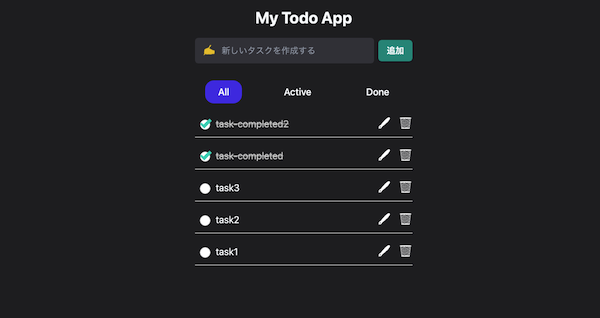 My Todo App
新しいタスクを作成する 追加
All Active Done
task-completed2
task-completed
task3
task2
task1